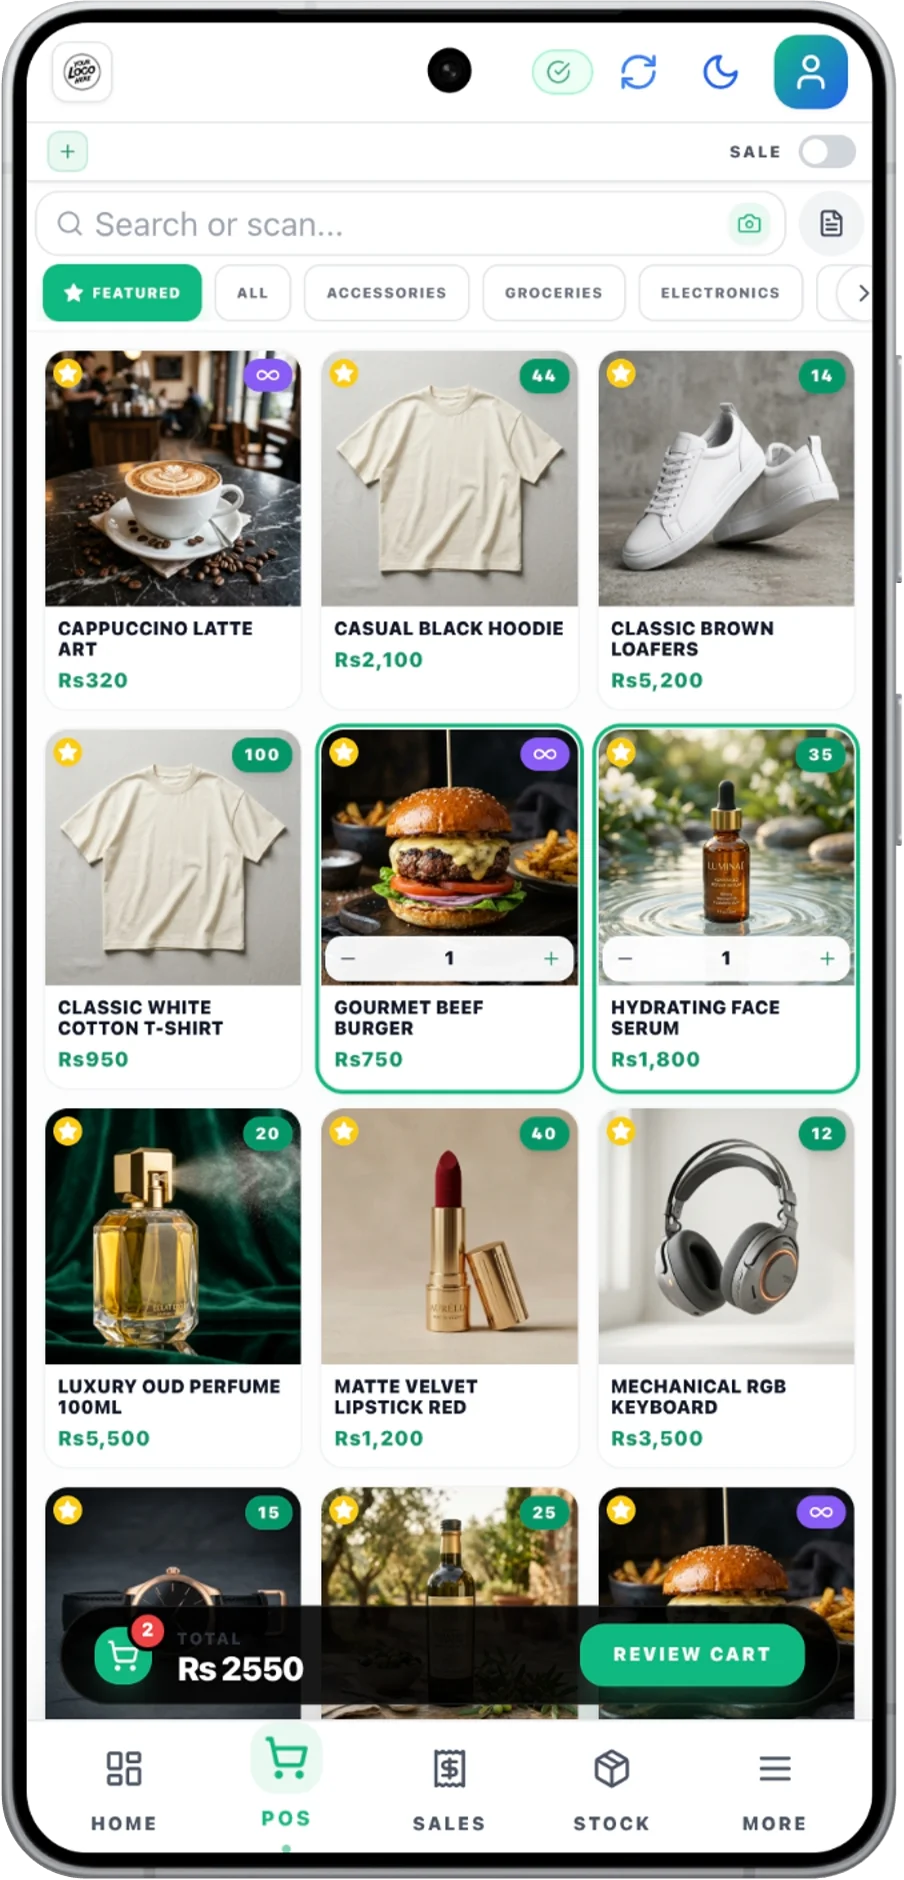 YOUR
LOGO
HERE
SALE
Search or scan...
FEATURED
ALL
ACCESSORIES
GROCERIES
ELECTRONICS
44
14
CAPPUCCINO LATTE
ART
Rs320
CASUAL BLACK HOODIE
Rs2,100
CLASSIC BROWN
LOAFERS
Rs5,200
100
35
LUMINAE
1
1
CLASSIC WHITE
COTTON T-SHIRT
Rs950
GOURMET BEEF
BURGER
Rs750
HYDRATING FACE
SERUM
Rs1,800
20
40
12
LUXURY OUD PERFUME
100ML
Rs5,500
MATTE VELVET
LIPSTICK RED
Rs1,200
MECHANICAL RGB
KEYBOARD
Rs3,500
15
25
2
TOTAL
Rs 2550
REVIEW CART
HOME
POS
SALES
STOCK
MORE